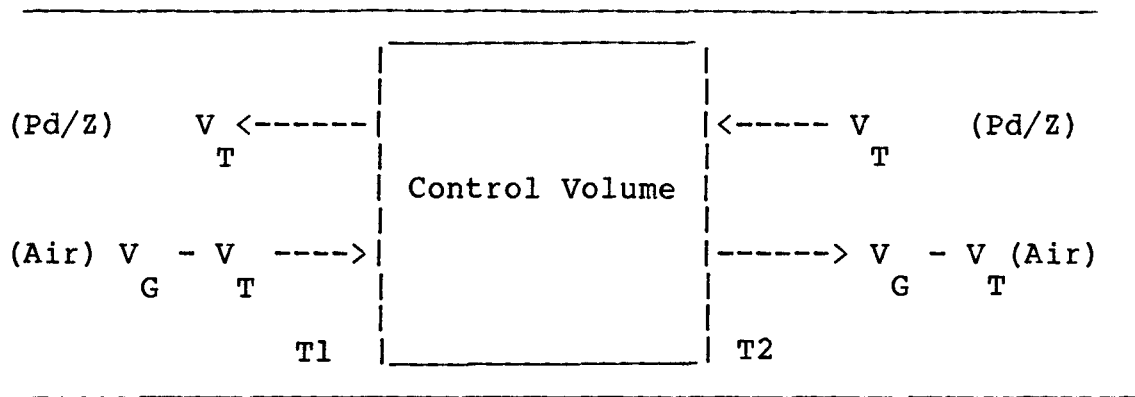 (Pd/Z) V <------ <----- V (Pd/Z)
T T
Control Volume
(Air) V - V ----> ------> V - V (Air)
G T G T
T1 T2